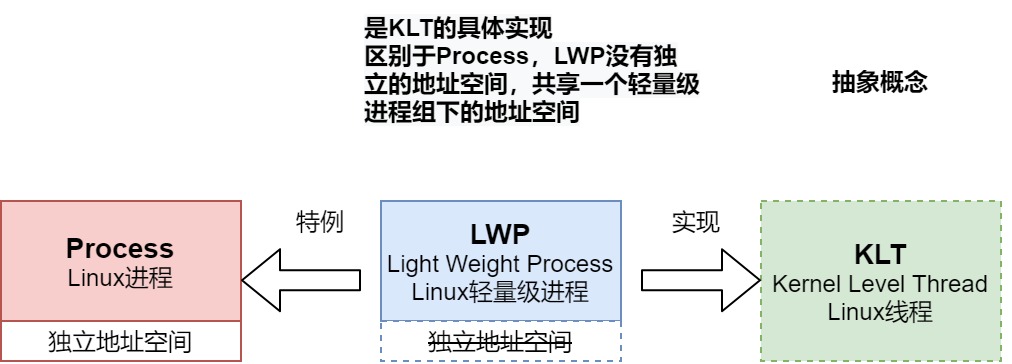 是KLT的具体实现
区别于Process，LWP没有独
立的地址空间，共享一个轻量级
进程组下的地址空间
抽象概念
特例
实现
Process
Linux进程
独立地址空间
LWP
Light Weight Process
Linux轻量级进程
独立地址空间
KLT
Kernel Level Thread
Linux线程